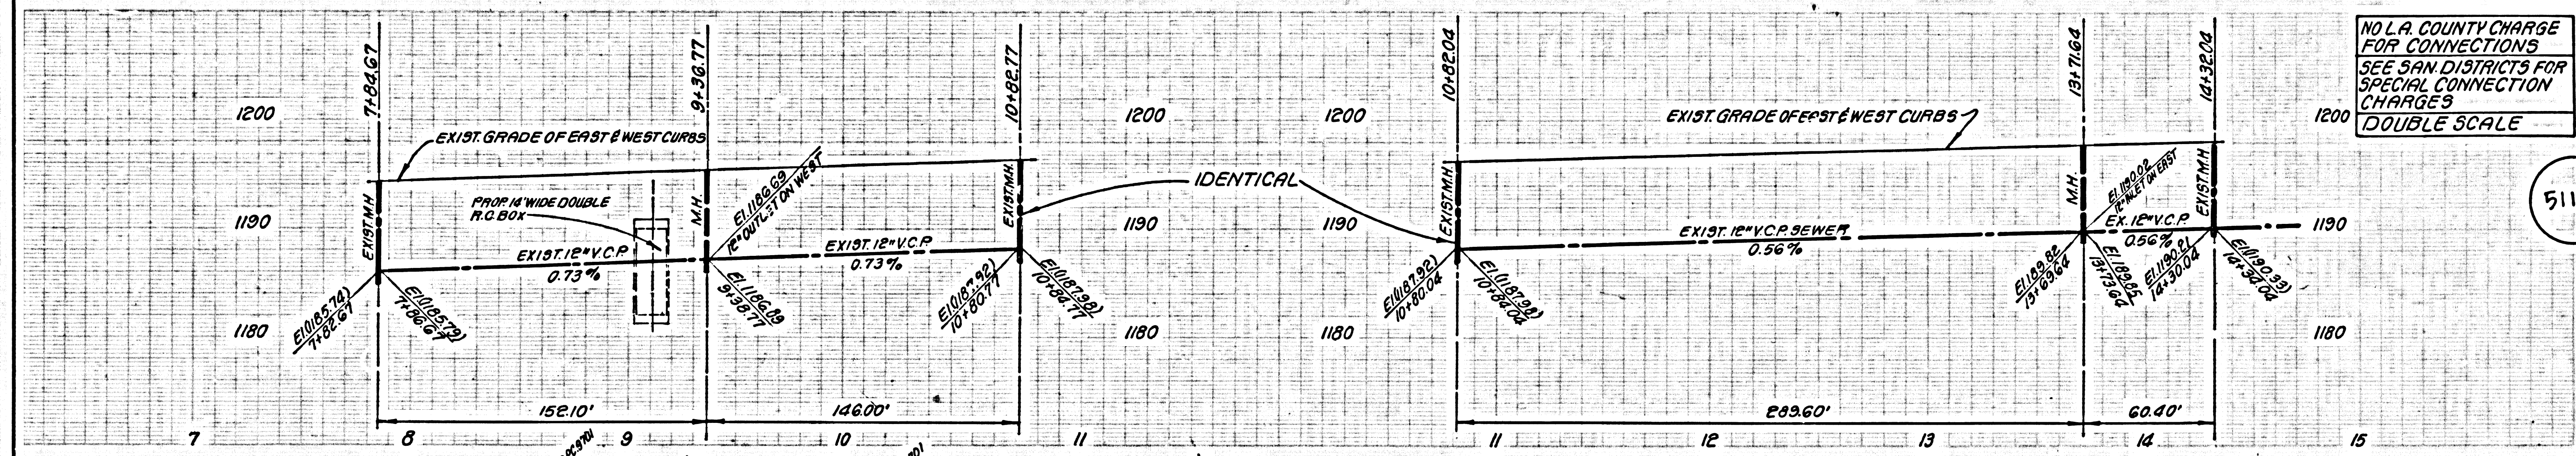 7+84.67
9+36.77
10+82.77
10+82.04
13+71.64
14+32.04
NO L.A. COUNTY CHARGE
FOR CONNECTIONS
SEE SAN. DISTRICTS FOR
SPECIAL CONNECTION
CHARGES
DOUBLE SCALE
511
1200
1200
1200
1200
EXIST. GRADE OF EAST & WEST CURBS
EXIST. GRADE OF EAST & WEST CURBS
EXIST. M.H.
M.H.
EXIST. M.H.
EXIST. M.H.
M.H.
EXIST. M.H.
PROP. 14' WIDE DOUBLE
R.C. BOX
El. 1186.69
12" OUTLET ON WEST
IDENTICAL
El. 1190.02
12" INLET ON EAST
1190
1190
1190
1190
EXIST. 12" V.C.P.
0.73%
EXIST. 12" V.C.P.
0.73%
EXIST. 12" V.C.P. SEWER
0.56%
EX. 12" V.C.P.
0.56%
El.(1185.74)
7+82.67
El.(1185.79)
7+86.67
El. 1186.89
9+38.77
El.(1187.92)
10+80.77
El.(1187.98)
10+84.77
El.(1187.92)
10+80.04
El.(1187.98)
10+84.04
El. 1189.82
13+69.64
El. 1189.85
13+73.64
El. 1190.21
14+30.04
El.(1190.33)
14+34.04
1180
1180
1180
1180
152.10'
146.00'
289.60'
60.40'
7
8
9
10
11
11
12
13
14
15